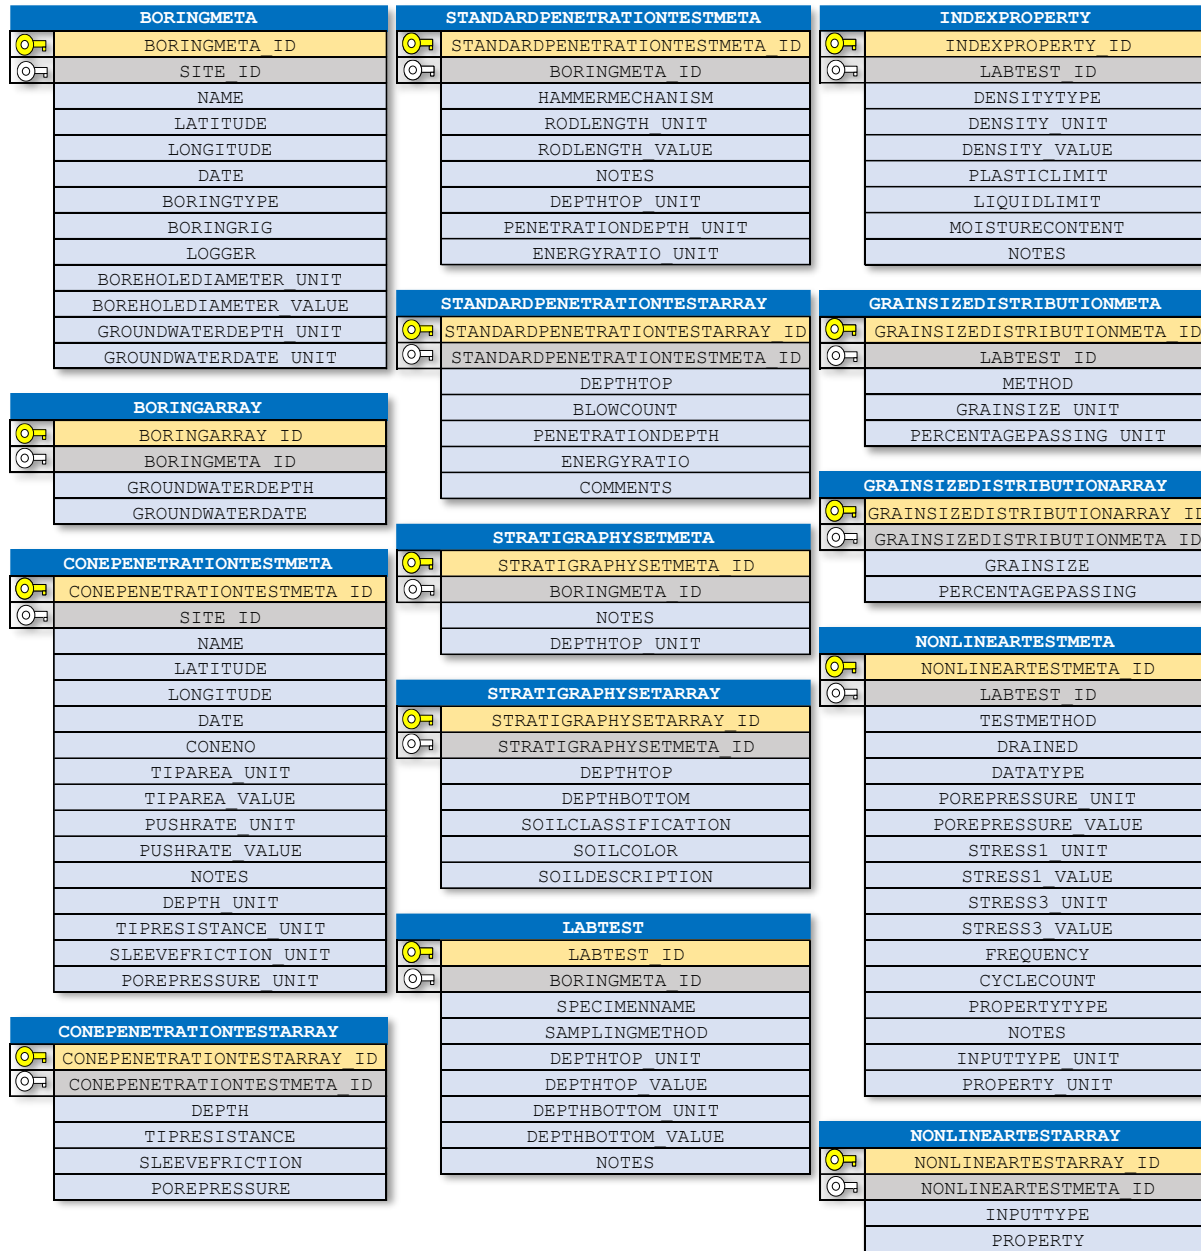 BORINGMETA
BORINGMETA_ID
SITE_ID
NAME
LATITUDE
LONGITUDE
DATE
BORINGTYPE
BORINGRIG
LOGGER
BOREHOLEDIAMETER_UNIT
BOREHOLEDIAMETER_VALUE
GROUNDWATERDEPTH_UNIT
GROUNDWATERDATE_UNIT
BORINGARRAY
BORINGARRAY_ID
BORINGMETA_ID
GROUNDWATERDEPTH
GROUNDWATERDATE
CONEPENETRATIONTESTMETA
CONEPENETRATIONTESTMETA_ID
SITE_ID
NAME
LATITUDE
LONGITUDE
DATE
CONENO
TIPAREA_UNIT
TIPAREA_VALUE
PUSHRATE_UNIT
PUSHRATE_VALUE
NOTES
DEPTH_UNIT
TIPRESISTANCE_UNIT
SLEEVEFRICTION_UNIT
POREPRESSURE_UNIT
CONEPENETRATIONTESTARRAY
CONEPENETRATIONTESTARRAY_ID
CONEPENETRATIONTESTMETA_ID
DEPTH
TIPRESISTANCE
SLEEVEFRICTION
POREPRESSURE
STANDARDPENETRATIONTESTMETA
STANDARDPENETRATIONTESTMETA_ID
BORINGMETA_ID
HAMMERMECHANISM
RODLENGTH_UNIT
RODLENGTH_VALUE
NOTES
DEPTHTOP_UNIT
PENETRATIONDEPTH_UNIT
ENERGYRATIO_UNIT
STANDARDPENETRATIONTESTARRAY
STANDARDPENETRATIONTESTARRAY_ID
STANDARDPENETRATIONTESTMETA_ID
DEPTHTOP
BLOWCOUNT
PENETRATIONDEPTH
ENERGYRATIO
COMMENTS
STRATIGRAPHYSETMETA
STRATIGRAPHYSETMETA_ID
BORINGMETA_ID
NOTES
DEPTHTOP_UNIT
STRATIGRAPHYSETARRAY
STRATIGRAPHYSETARRAY_ID
STRATIGRAPHYSETMETA_ID
DEPTHTOP
DEPTHBOTTOM
SOILCLASSIFICATION
SOILCOLOR
SOILDESCRIPTION
LABTEST
LABTEST_ID
BORINGMETA_ID
SPECIMENNAME
SAMPLINGMETHOD
DEPTHTOP_UNIT
DEPTHTOP_VALUE
DEPTHBOTTOM_UNIT
DEPTHBOTTOM_VALUE
NOTES
INDEXPROPERTY
INDEXPROPERTY_ID
LABTEST_ID
DENSITYTYPE
DENSITY_UNIT
DENSITY_VALUE
PLASTICLIMIT
LIQUIDLIMIT
MOISTURECONTENT
NOTES
GRAINSIZEDISTRIBUTIONMETA
GRAINSIZEDISTRIBUTIONMETA_ID
LABTEST_ID
METHOD
GRAINSIZE_UNIT
PERCENTAGEPASSING_UNIT
GRAINSIZEDISTRIBUTIONARRAY
GRAINSIZEDISTRIBUTIONARRAY_ID
GRAINSIZEDISTRIBUTIONMETA_ID
GRAINSIZE
PERCENTAGEPASSING
NONLINEARTESTMETA
NONLINEARTESTMETA_ID
LABTEST_ID
TESTMETHOD
DRAINED
DATATYPE
POREPRESSURE_UNIT
POREPRESSURE_VALUE
STRESS1_UNIT
STRESS1_VALUE
STRESS3_UNIT
STRESS3_VALUE
FREQUENCY
CYCLECOUNT
PROPERTYTYPE
NOTES
INPUTTYPE_UNIT
PROPERTY_UNIT
NONLINEARTESTARRAY
NONLINEARTESTARRAY_ID
NONLINEARTESTMETA_ID
INPUTTYPE
PROPERTY